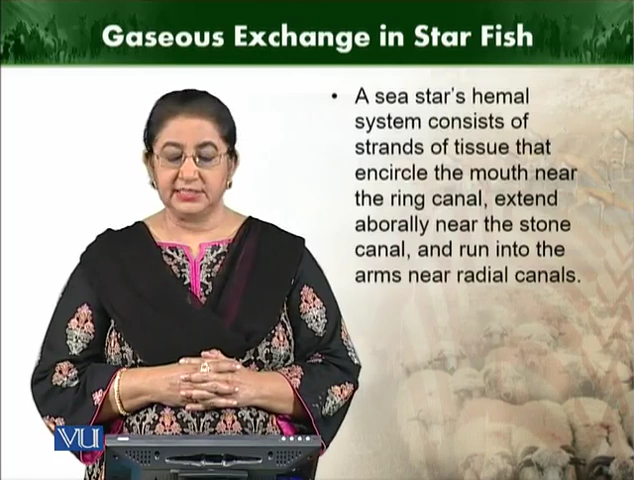 Gaseous Exchange in Star Fish
• A sea star's hemal
system consists of
strands of tissue that
encircle the mouth near
the ring canal, extend
aborally near the stone
canal, and run into the
arms near radial canals.
VU